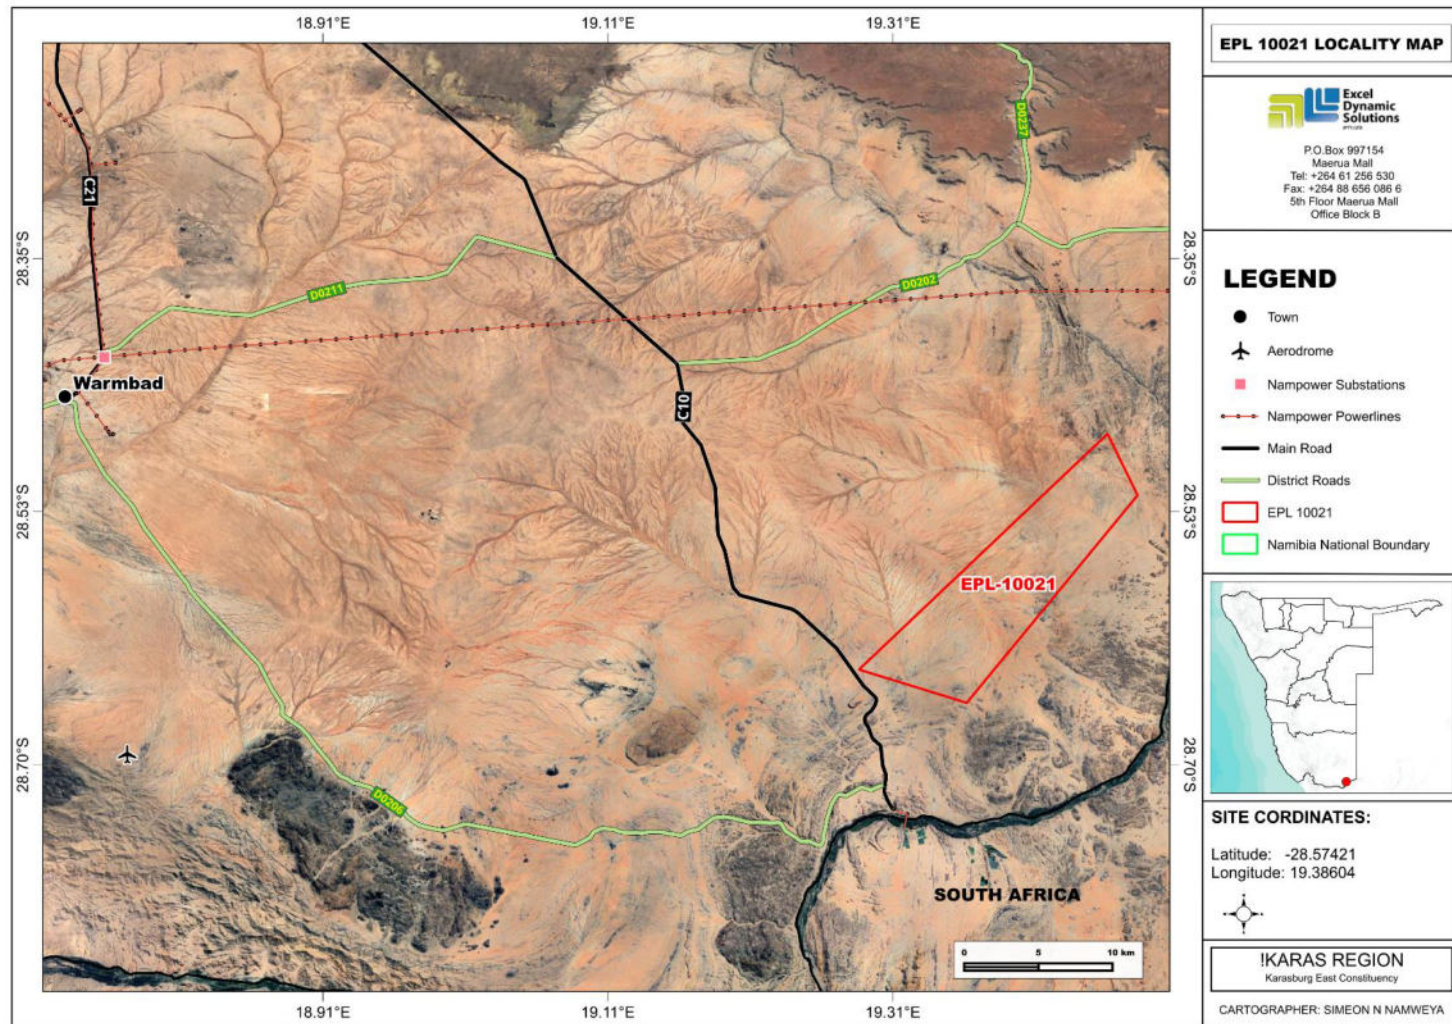 18.91°E
19.11°E
19.31°E
28.35°S
28.53°S
28.70°S
28.35°S
28.53°S
28.70°S
18.91°E
19.11°E
19.31°E
C21
D0237
D0211
D0202
Warmbad
C10
EPL-10021
D0206
SOUTH AFRICA
0 5 10 km
EPL 10021 LOCALITY MAP
Excel
Dynamic
Solutions
P.O.Box 997154
Maerua Mall
Tel: +264 61 256 530
Fax: +264 88 656 086 6
5th Floor Maerua Mall
Office Block B
LEGEND
Town
Aerodrome
Nampower Substations
Nampower Powerlines
Main Road
District Roads
EPL 10021
Namibia National Boundary
SITE CORDINATES:
Latitude: -28.57421
Longitude: 19.38604
!KARAS REGION
Karasburg East Constituency
CARTOGRAPHER: SIMEON N NAMWEYA